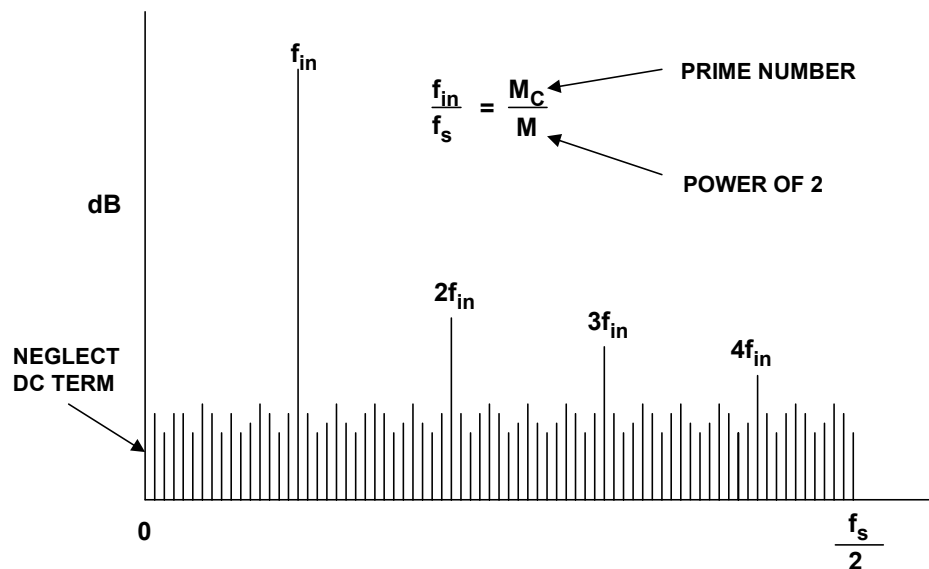 f_in
f_in / f_s = M_C / M
PRIME NUMBER
POWER OF 2
dB
2f_in
3f_in
4f_in
NEGLECT
DC TERM
0
f_s / 2